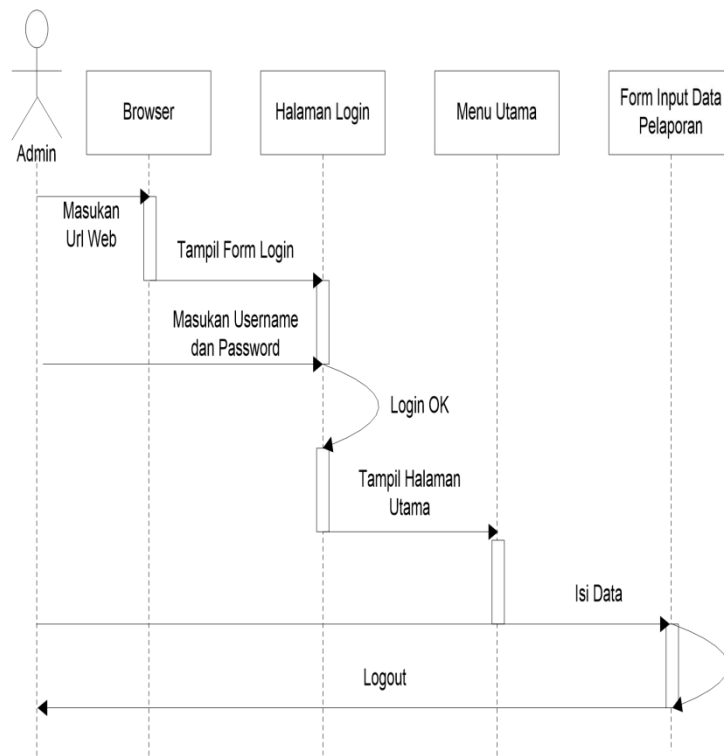 Admin
Browser
Halaman Login
Menu Utama
Form Input Data
Pelaporan
Masukan
Url Web
Tampil Form Login
Masukan Username
dan Password
Login OK
Tampil Halaman
Utama
Isi Data
Logout